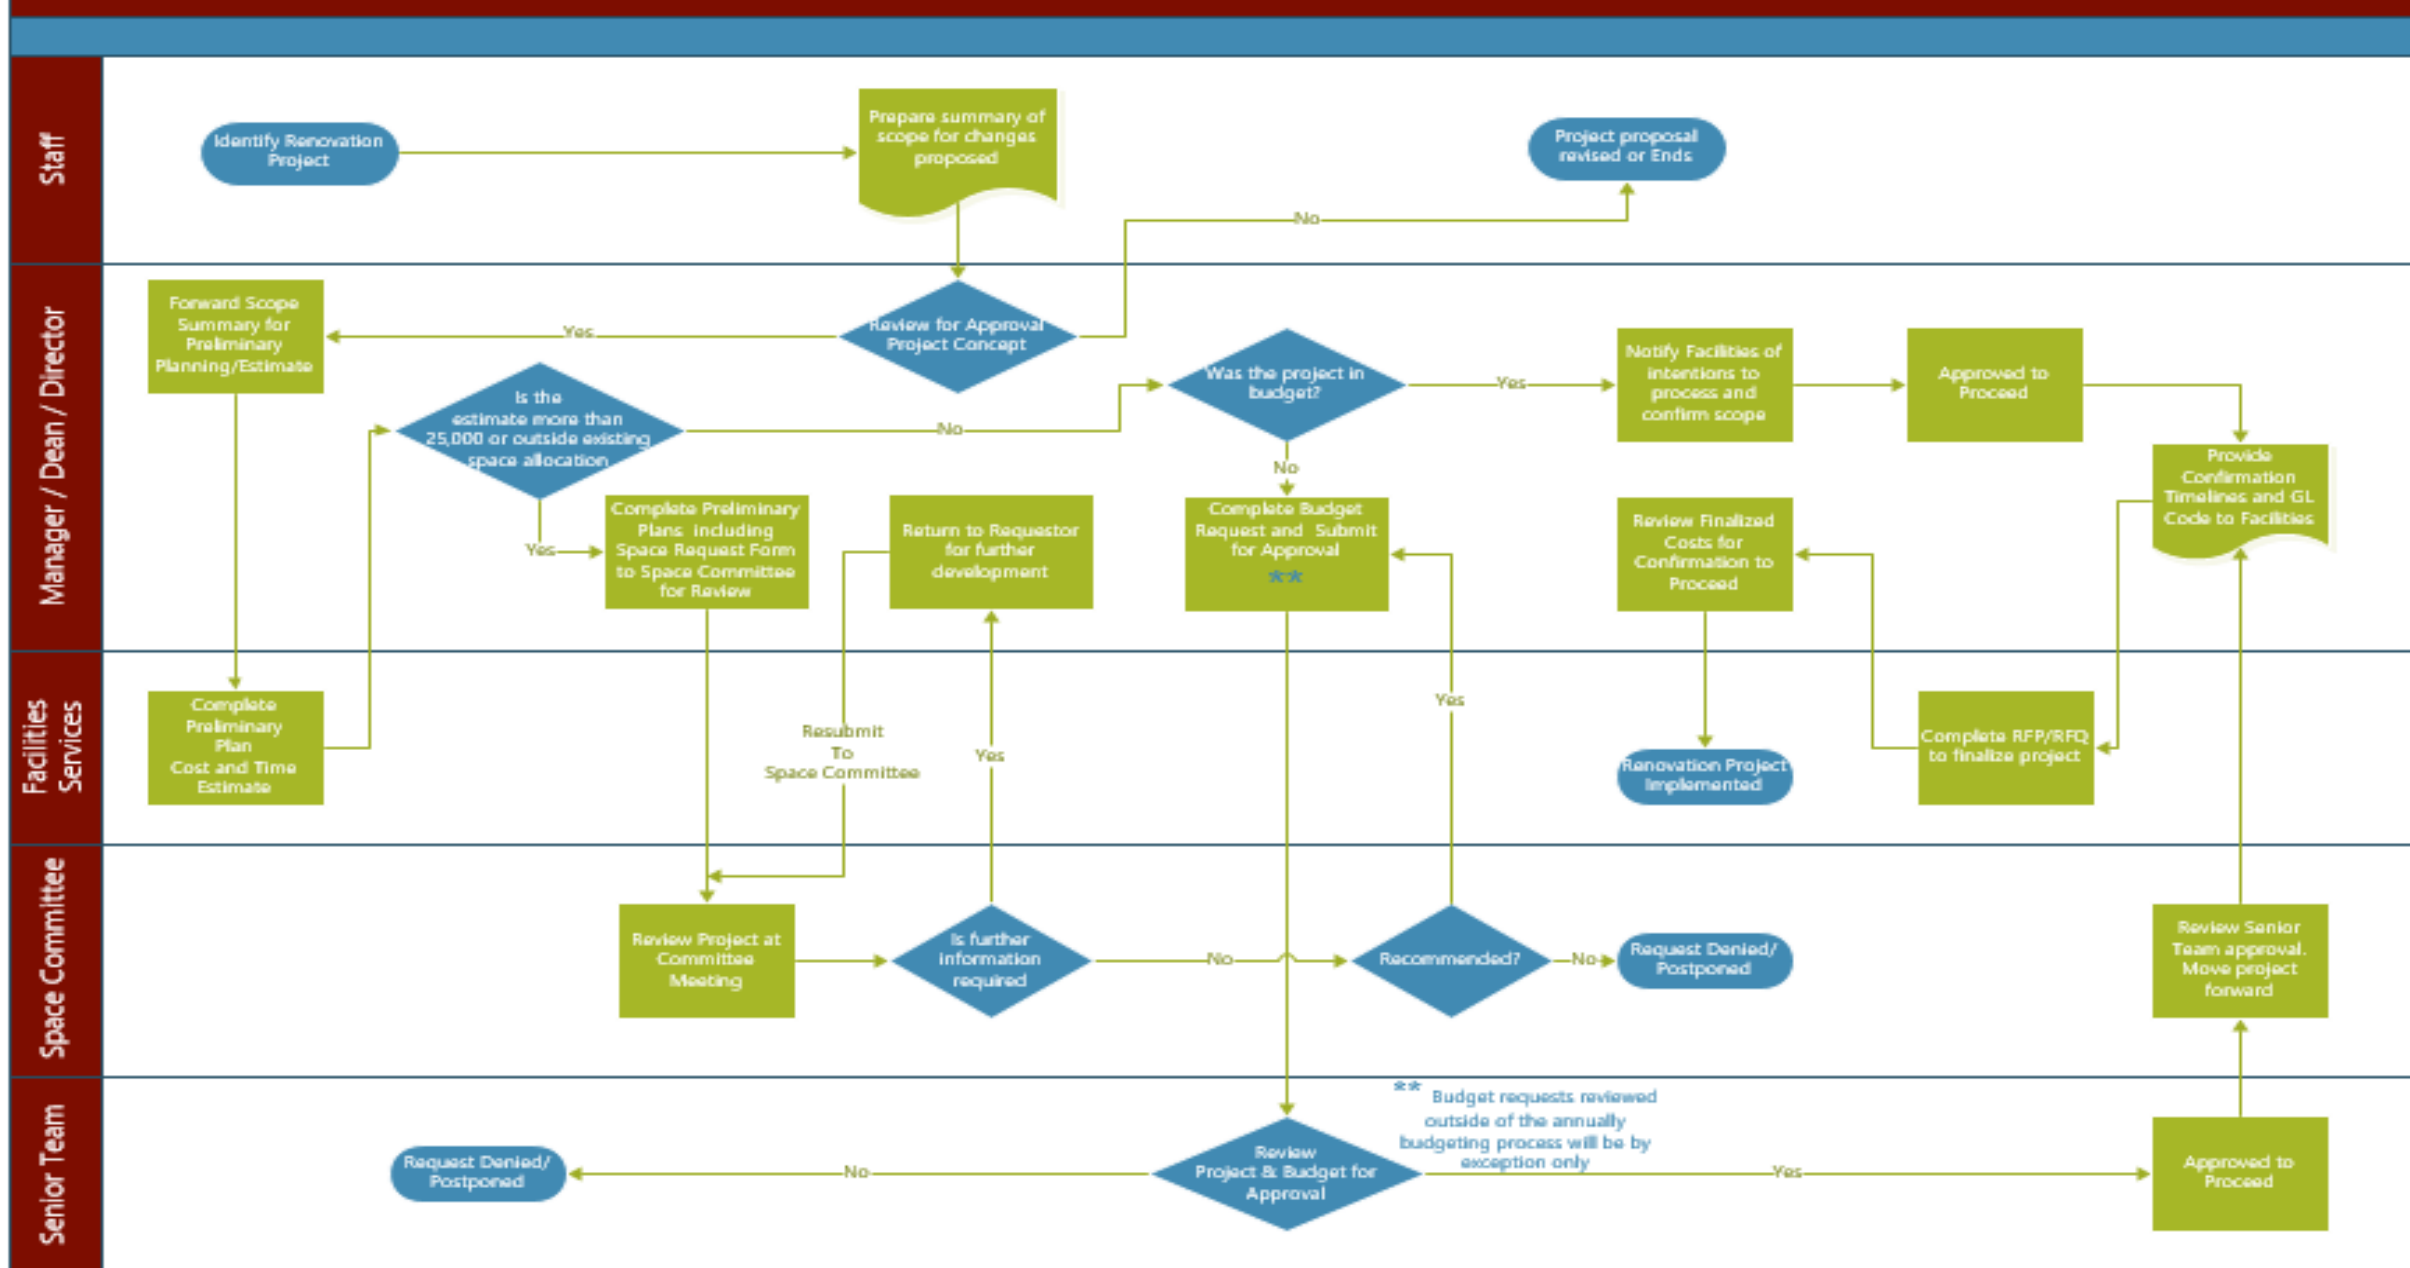 Staff
Identify Renovation
Project
Prepare summary of
scope for changes
proposed
Project proposal
revised or Ends
No
Manager / Dean / Director
Forward Scope
Summary for
Preliminary
Planning/Estimate
Yes
Review for Approval
Project Concept
Is the
estimate more than
25,000 or outside existing
space allocation
No
Was the project in
budget?
Yes
Notify Facilities of
intentions to
process and
confirm scope
Approved to
Proceed
No
Provide
Confirmation
Timelines and GL
Code to Facilities
Yes
Complete Preliminary
Plans including
Space Request Form
to Space Committee
for Review
Return to Requestor
for further
development
Complete Budget
Request and Submit
for Approval
**
Review Finalized
Costs for
Confirmation to
Proceed
Facilities
Services
Complete
Preliminary
Plan
Cost and Time
Estimate
Resubmit
To
Space Committee
Yes
Yes
Renovation Project
Implemented
Complete RFP/RFQ
to finalize project
Space Committee
Review Project at
Committee
Meeting
Is further
information
required
No
Recommended?
No
Request Denied/
Postponed
Review Senior
Team approval.
Move project
forward
Senior Team
Request Denied/
Postponed
No
Review
Project & Budget for
Approval
** Budget requests reviewed
outside of the annually
budgeting process will be by
exception only
Yes
Approved to
Proceed